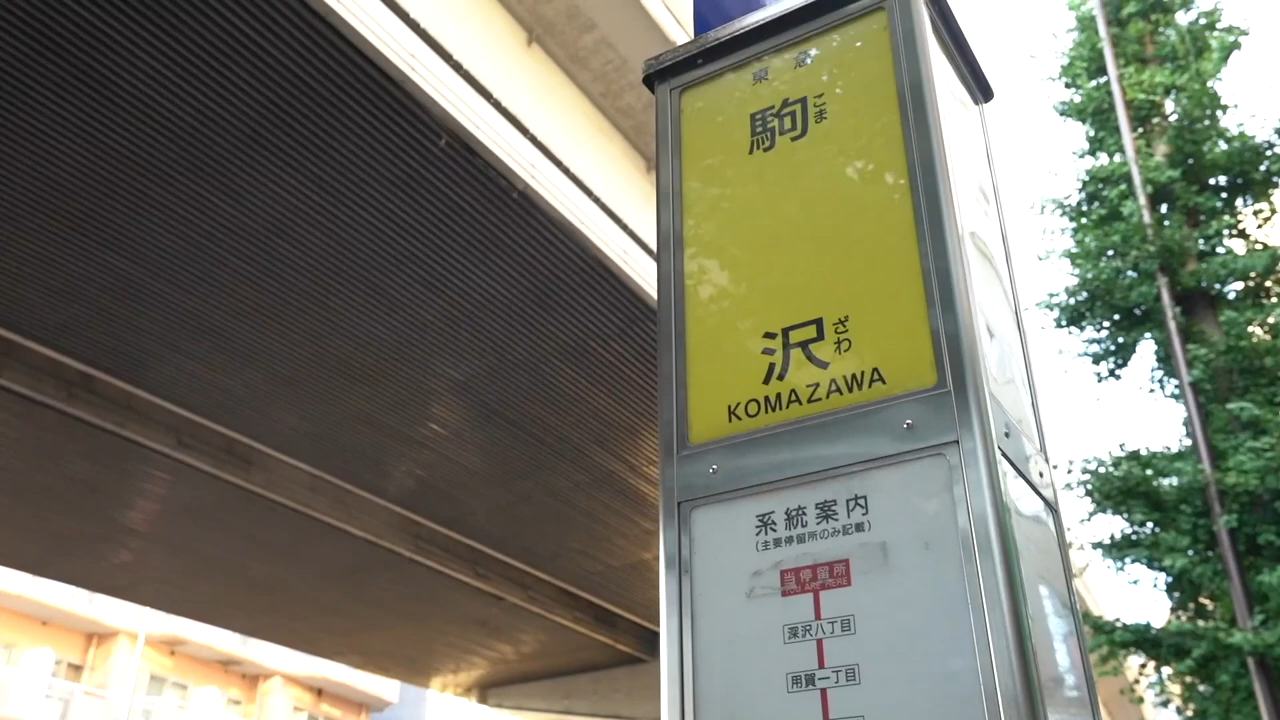 東急
駒
こま
沢
ざわ
KOMAZAWA
系統案内
(主要停留所のみ記載)
当停留所
YOU ARE HERE
深沢八丁目
用賀一丁目